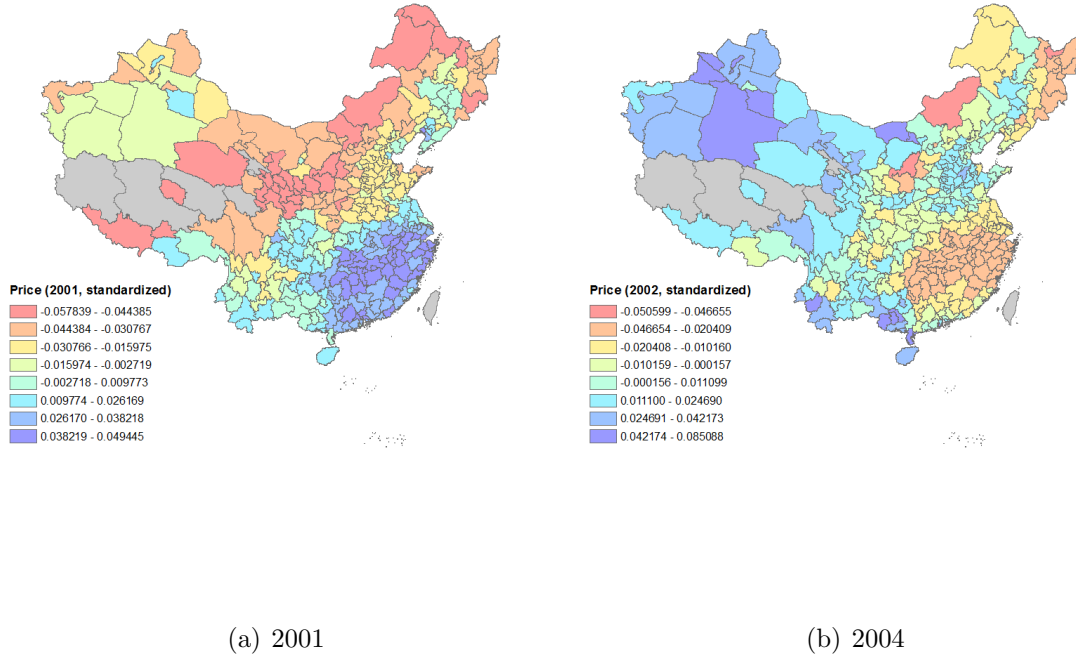 Price (2001, standardized)
-0.057839 - -0.044385
-0.044384 - -0.030767
-0.030766 - -0.015975
-0.015974 - -0.002719
-0.002718 - 0.009773
0.009774 - 0.026169
0.026170 - 0.038218
0.038219 - 0.049445
(a) 2001
Price (2002, standardized)
-0.050599 - -0.046655
-0.046654 - -0.020409
-0.020408 - -0.010160
-0.010159 - -0.000157
-0.000156 - 0.011099
0.011100 - 0.024690
0.024691 - 0.042173
0.042174 - 0.085088
(b) 2004